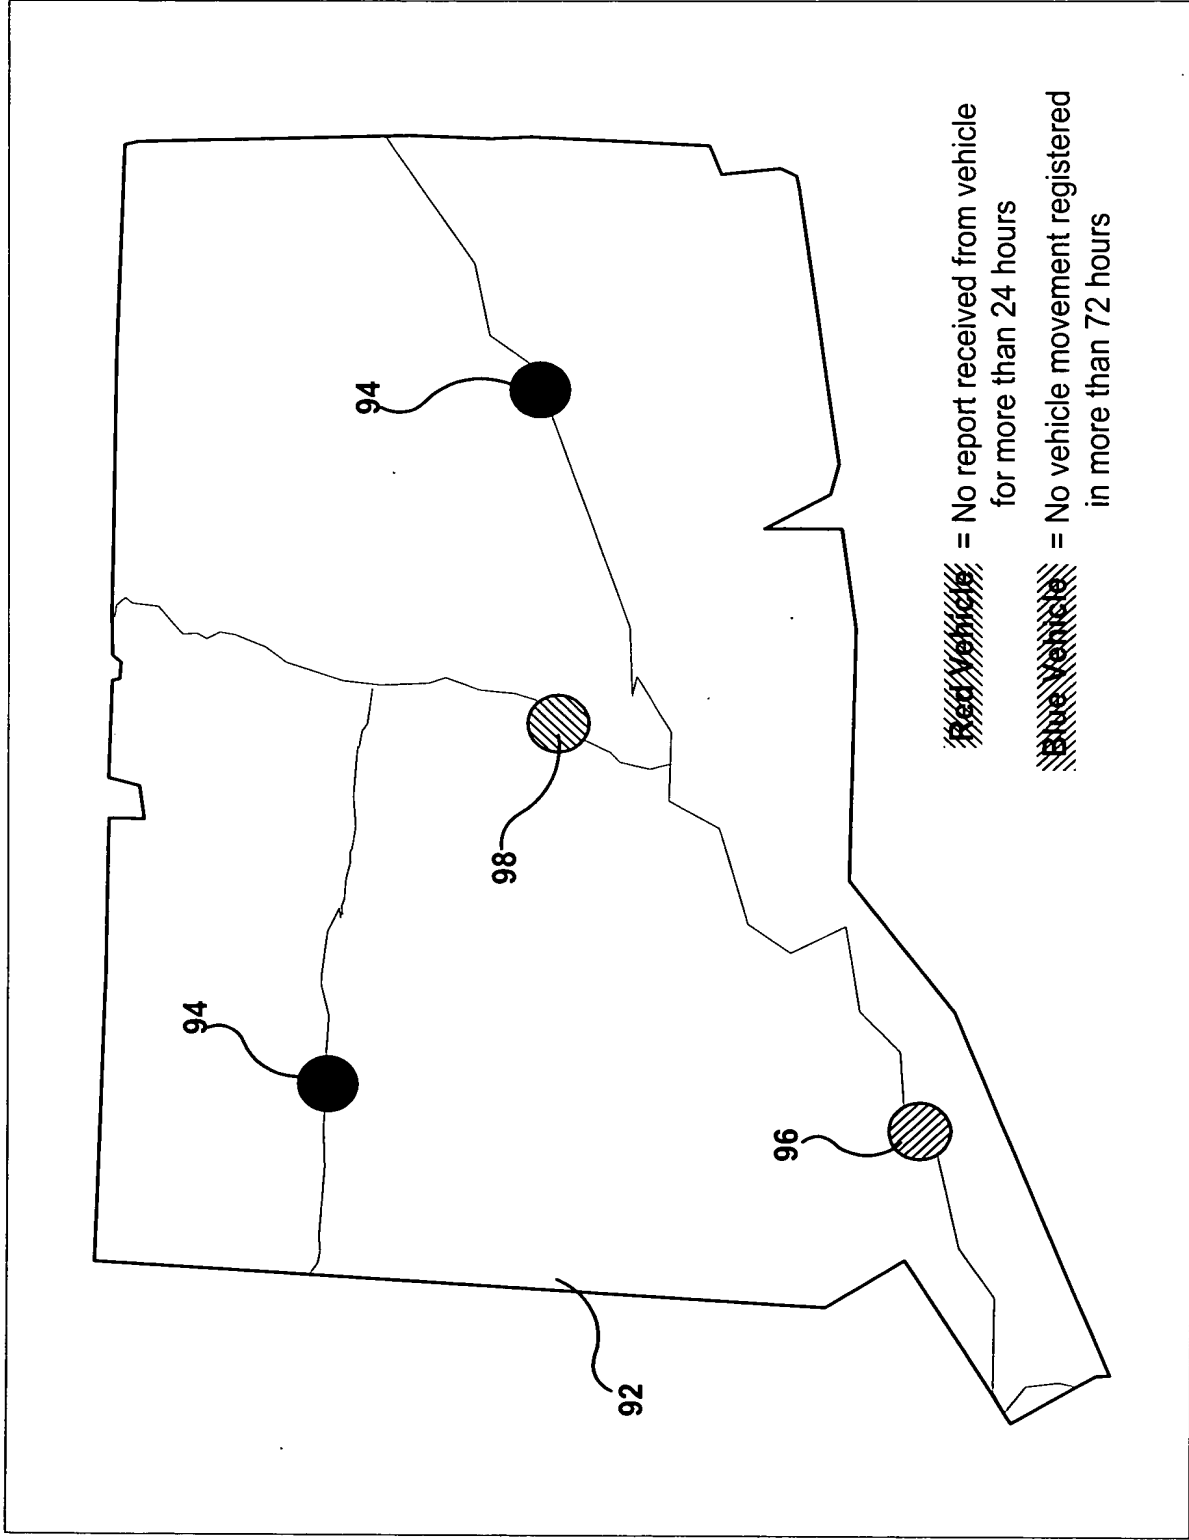 94
94
98
96
92
Red Vehicle = No report received from vehicle
for more than 24 hours
Blue Vehicle = No vehicle movement registered
in more than 72 hours